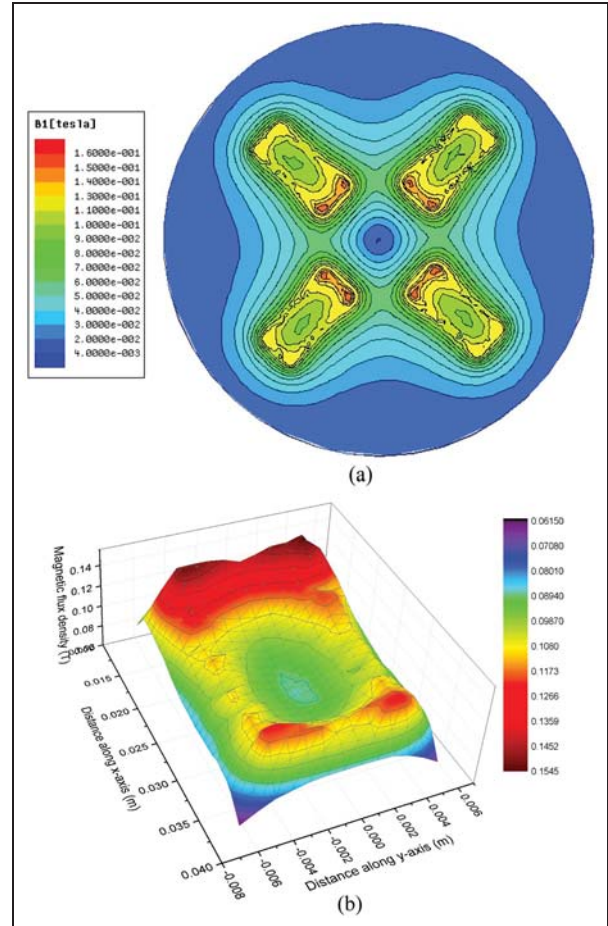 B1[tesla]
1.6000e-001
1.5000e-001
1.4000e-001
1.3000e-001
1.1000e-001
1.0000e-001
9.0000e-002
8.0000e-002
7.0000e-002
6.0000e-002
5.0000e-002
4.0000e-002
3.0000e-002
2.0000e-002
4.0000e-003
(a)
Magnetic flux density (T)
0.14
0.12
0.10
0.08
0.015
0.020
0.025
0.030
0.035
0.040
Distance along x-axis (m)
-0.008
-0.006
-0.004
-0.002
0.000
0.002
0.004
0.006
Distance along y-axis (m)
0.06150
0.07080
0.08010
0.08940
0.1080
0.1173
0.1266
0.1359
0.1452
0.1545
(b)